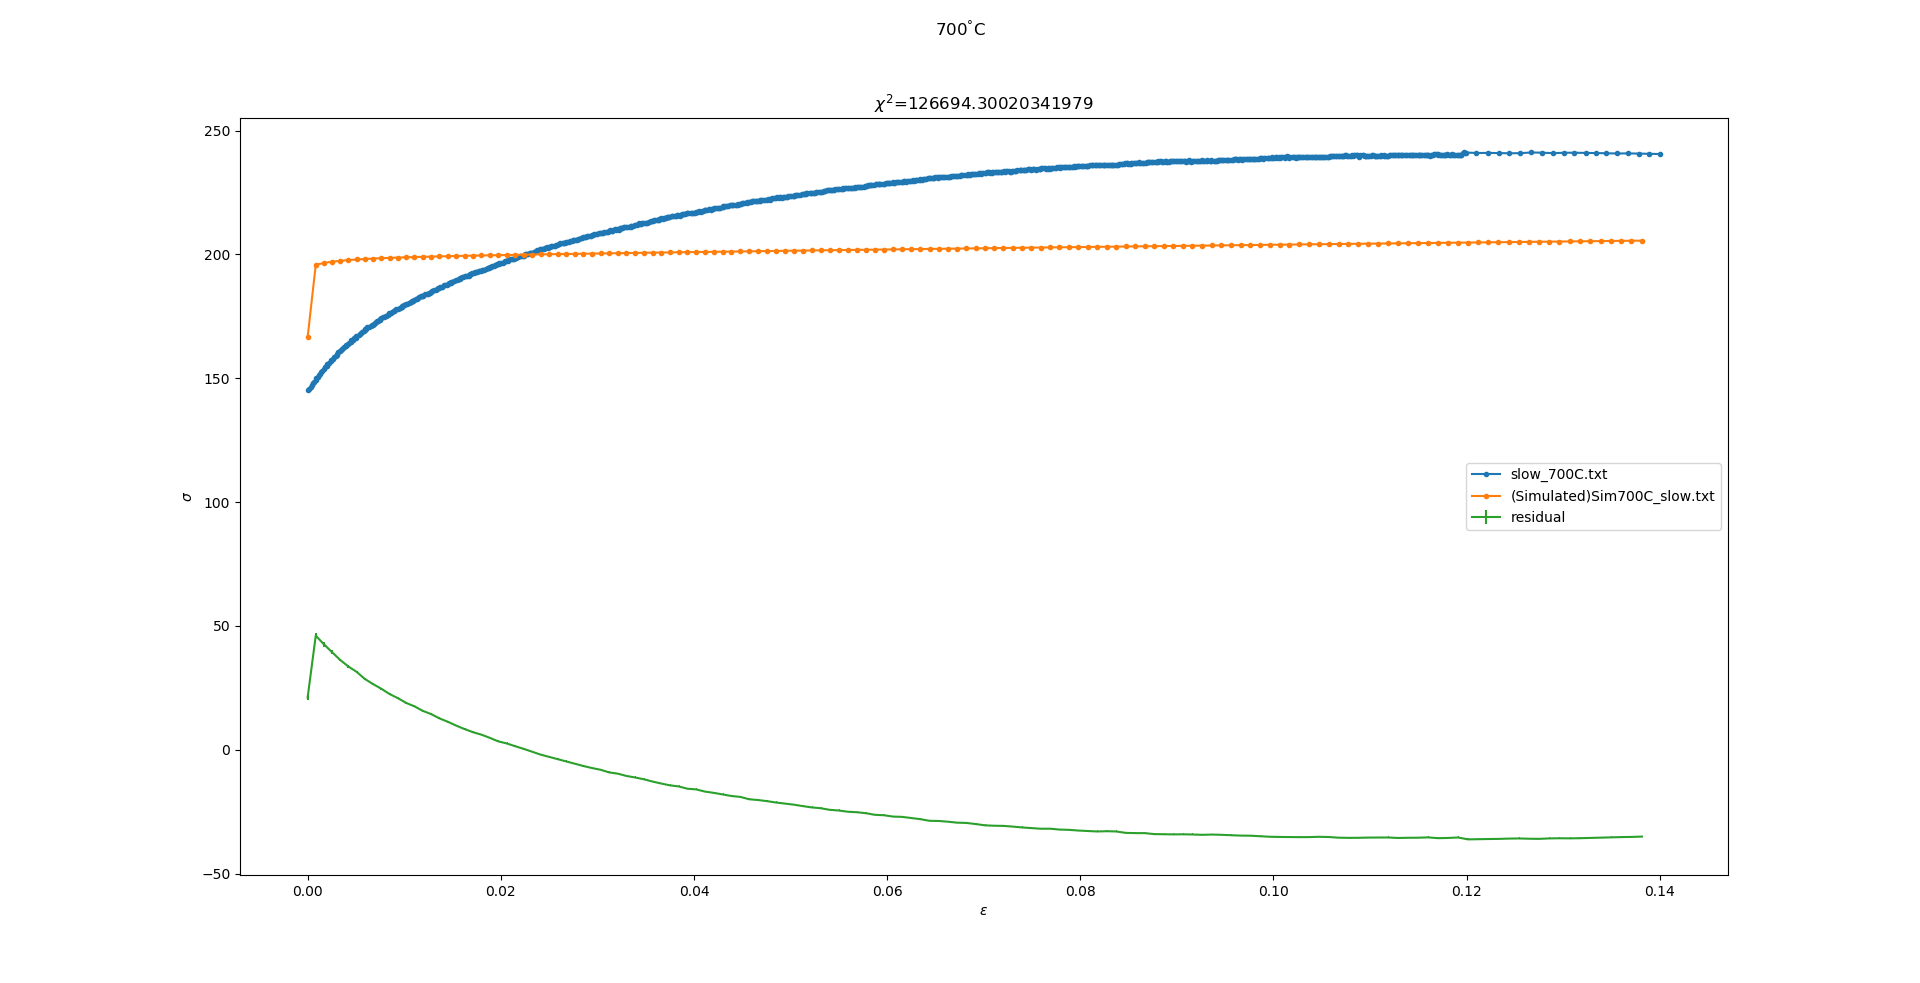 700°C
χ²=126694.30020341979
250
200
150
100
50
0
−50
σ
slow_700C.txt
(Simulated)Sim700C_slow.txt
residual
0.00 0.02 0.04 0.06 0.08 0.10 0.12 0.14
ε